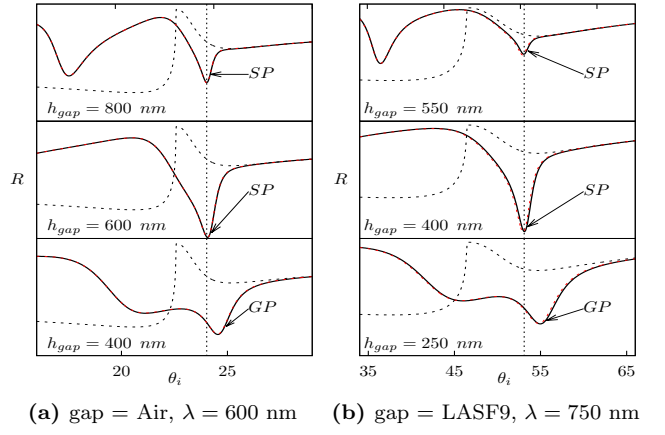 SP
h_gap = 800 nm
SP
h_gap = 600 nm
GP
h_gap = 400 nm
R
20
25
θ_i
(a) gap = Air, λ = 600 nm
SP
h_gap = 550 nm
SP
h_gap = 400 nm
GP
h_gap = 250 nm
R
35
45
55
65
θ_i
(b) gap = LASF9, λ = 750 nm